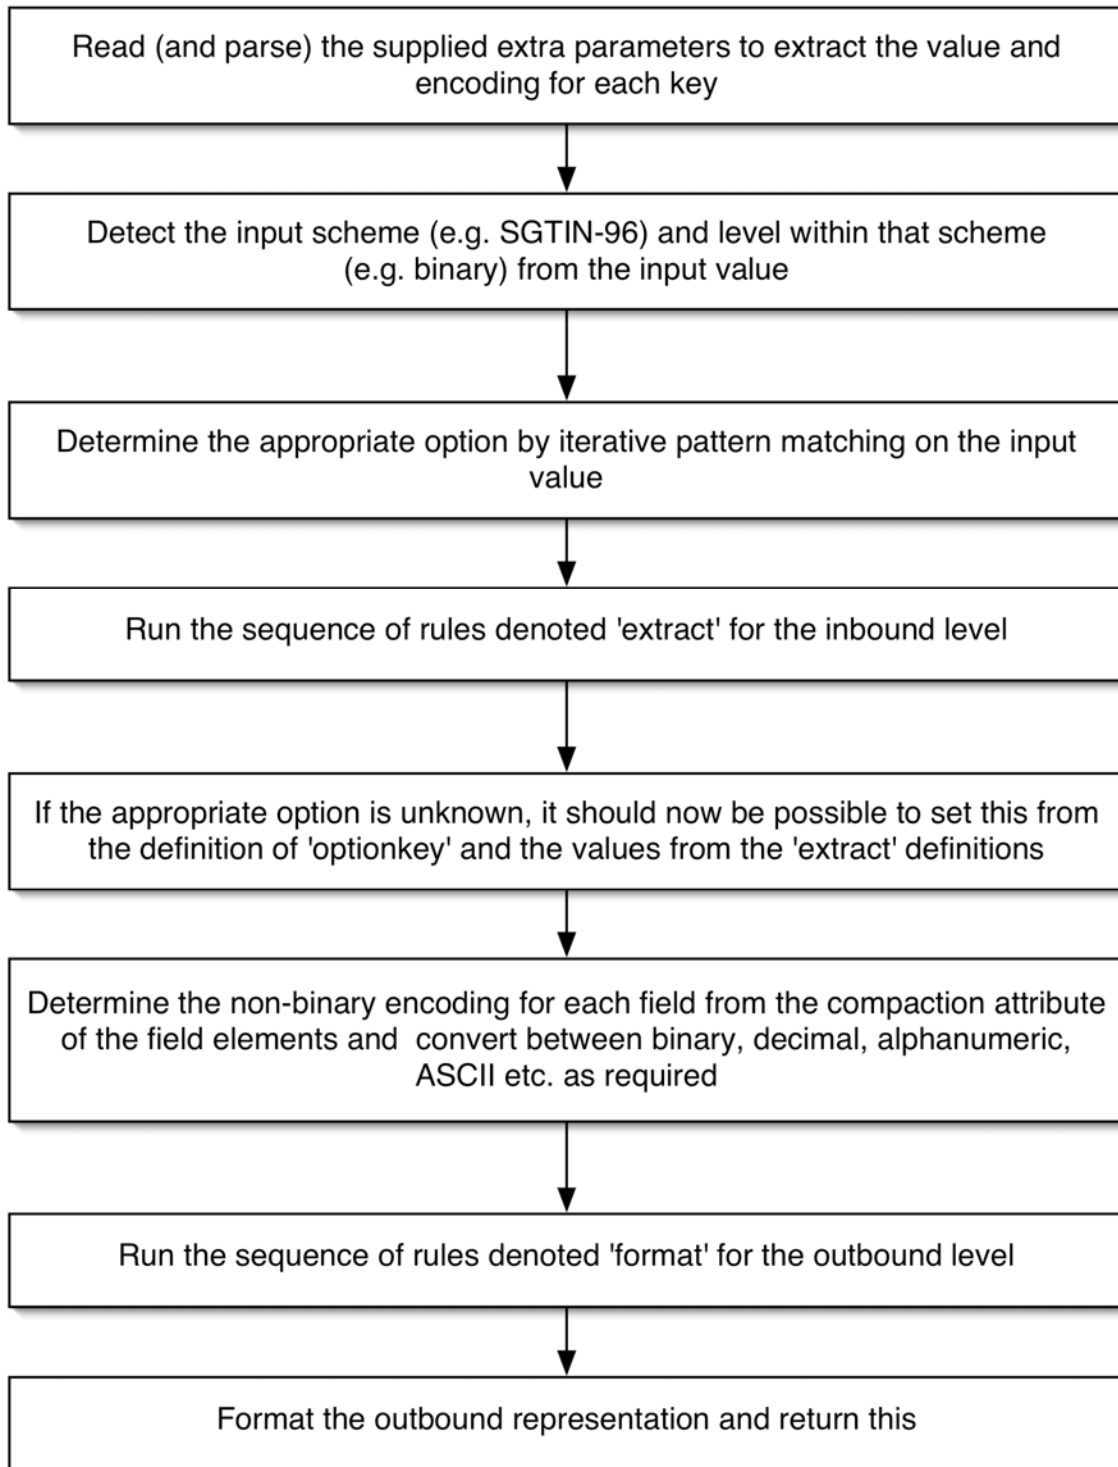 Read (and parse) the supplied extra parameters to extract the value and
encoding for each key
Detect the input scheme (e.g. SGTIN-96) and level within that scheme
(e.g. binary) from the input value
Determine the appropriate option by iterative pattern matching on the input
value
Run the sequence of rules denoted 'extract' for the inbound level
If the appropriate option is unknown, it should now be possible to set this from
the definition of 'optionkey' and the values from the 'extract' definitions
Determine the non-binary encoding for each field from the compaction attribute
of the field elements and  convert between binary, decimal, alphanumeric,
ASCII etc. as required
Run the sequence of rules denoted 'format' for the outbound level
Format the outbound representation and return this